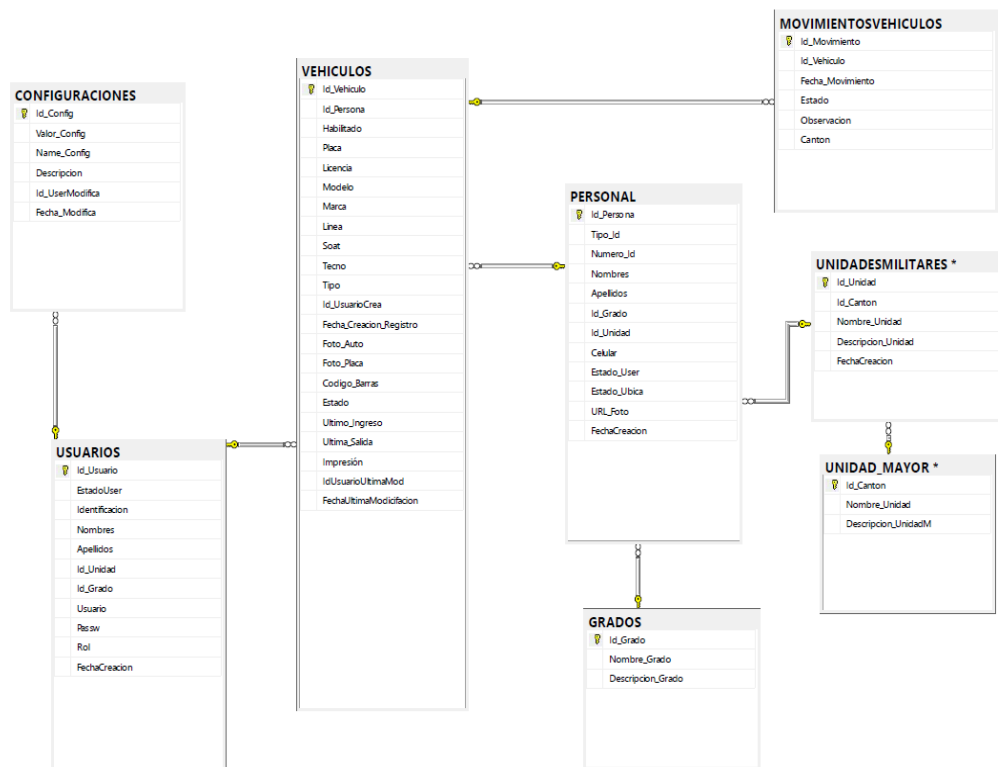 CONFIGURACIONES
Id_Config
Valor_Config
Name_Config
Descripcion
Id_UserModifica
Fecha_Modifica
USUARIOS
Id_Usuario
EstadoUser
Identificacion
Nombres
Apellidos
Id_Unidad
Id_Grado
Usuario
Passw
Rol
FechaCreacion
VEHICULOS
Id_Vehiculo
Id_Persona
Habilitado
Placa
Licencia
Modelo
Marca
Linea
Soat
Tecno
Tipo
Id_UsuarioCrea
Fecha_Creacion_Registro
Foto_Auto
Foto_Placa
Codigo_Barras
Estado
Ultimo_Ingreso
Ultima_Salida
Impresión
IdUsuarioUltimaMod
FechaUltimaModicifacion
PERSONAL
Id_Persona
Tipo_Id
Numero_Id
Nombres
Apellidos
Id_Grado
Id_Unidad
Celular
Estado_User
Estado_Ubica
URL_Foto
FechaCreacion
GRADOS
Id_Grado
Nombre_Grado
Descripcion_Grado
MOVIMIENTOSVEHICULOS
Id_Movimiento
Id_Vehiculo
Fecha_Movimiento
Estado
Observacion
Canton
UNIDADESMILITARES *
Id_Unidad
Id_Canton
Nombre_Unidad
Descripcion_Unidad
FechaCreacion
UNIDAD_MAYOR *
Id_Canton
Nombre_Unidad
Descripcion_UnidadM